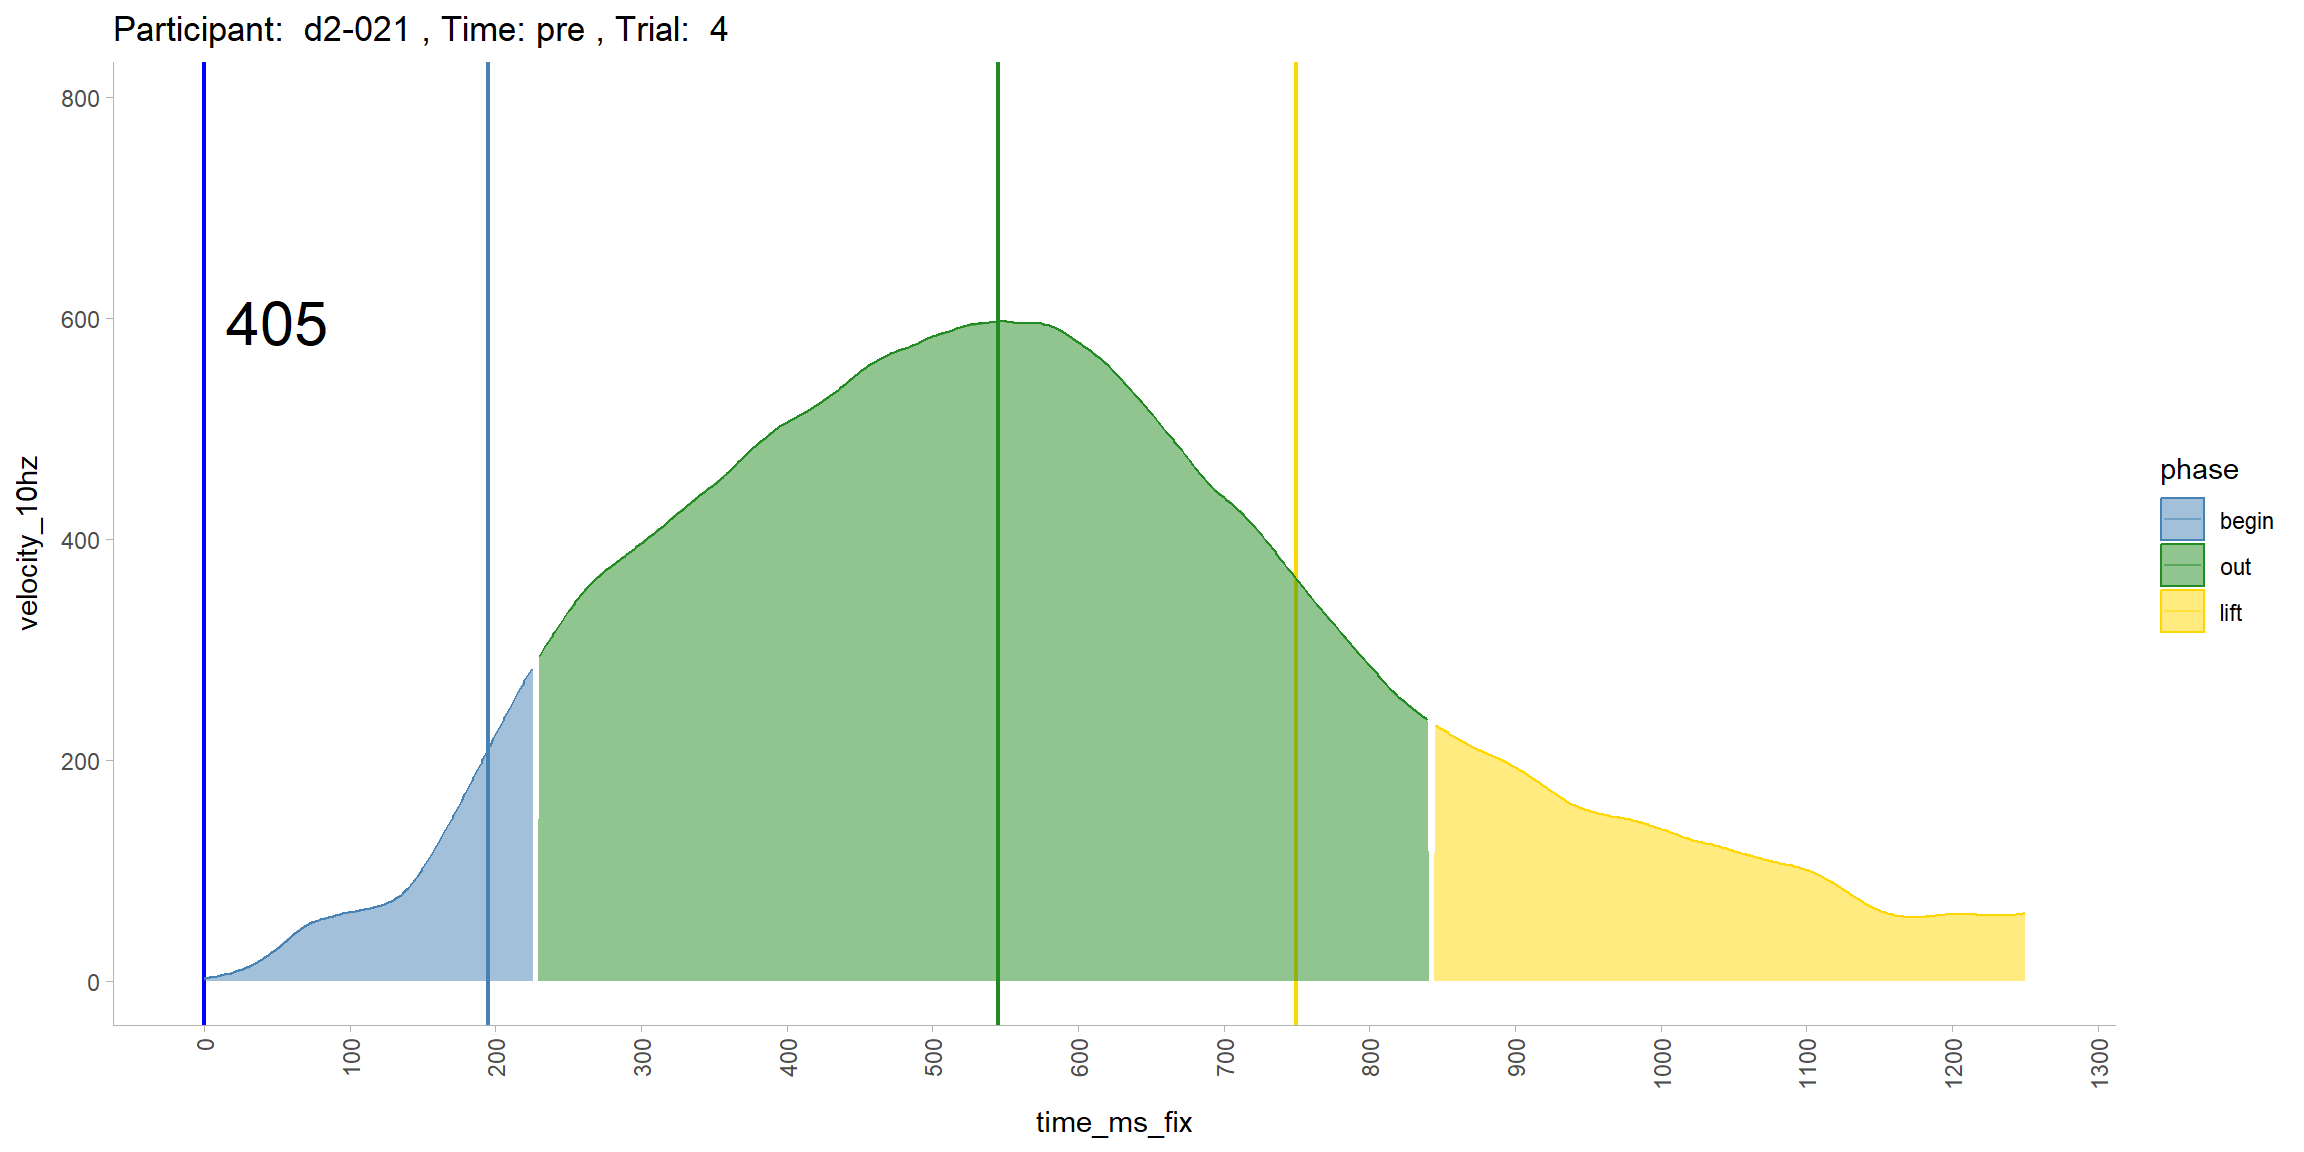 Participant:  d2-021 , Time: pre , Trial:  4
800
600
400
200
0
velocity_10hz
405
0
100
200
300
400
500
600
700
800
900
1000
1100
1200
1300
time_ms_fix
phase
begin
out
lift